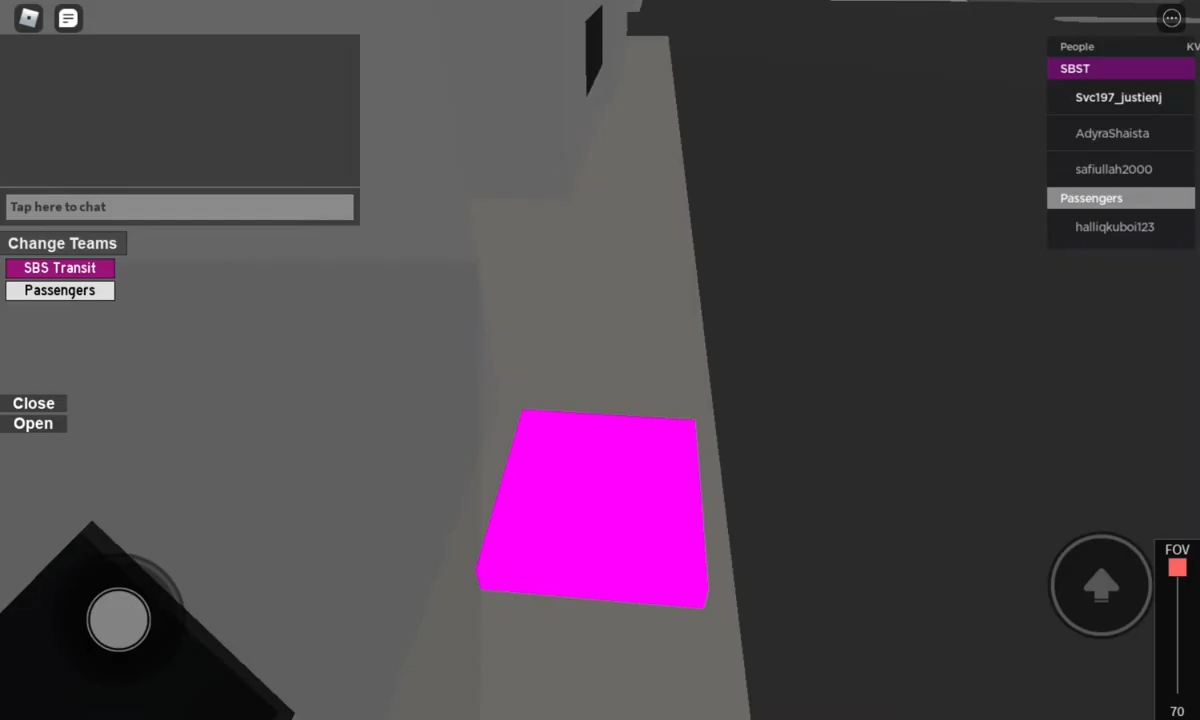 People
KV
SBST
Svc197_justienj
AdyraShaista
safiullah2000
Passengers
halliqkuboi123
Tap here to chat
Change Teams
SBS Transit
Passengers
Close
Open
FOV
70